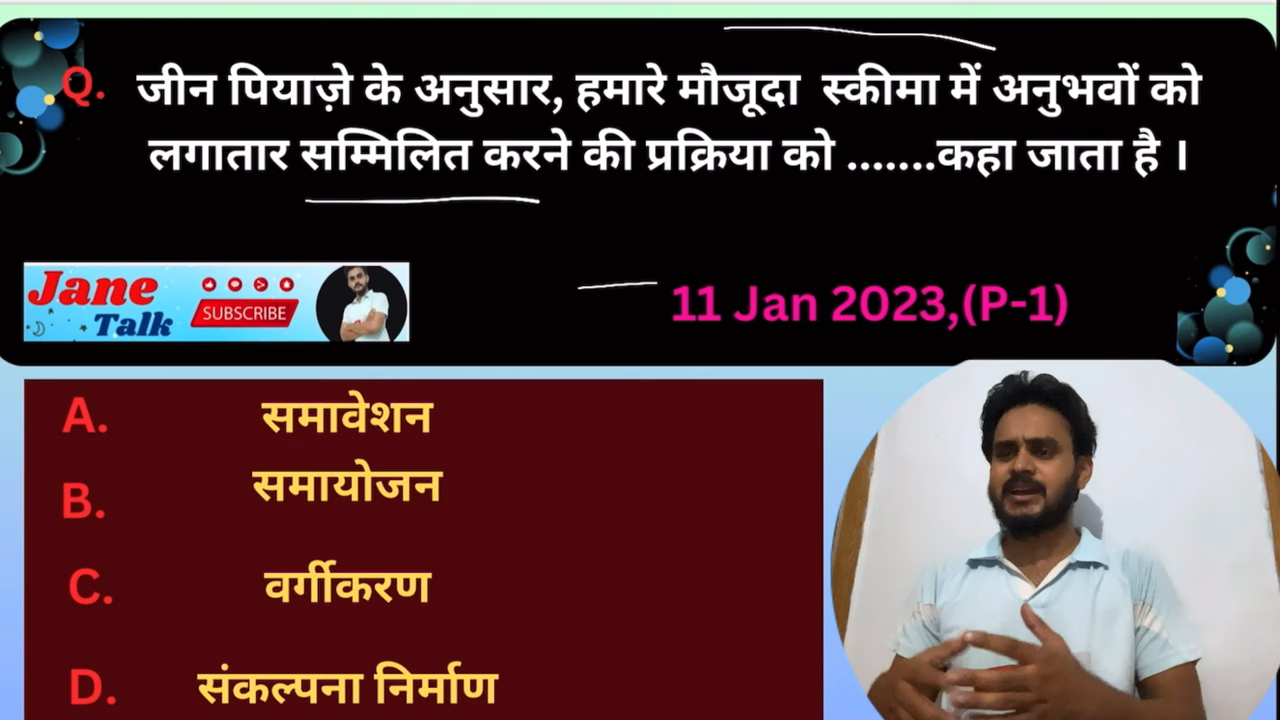 Q. जीन पियाज़े के अनुसार, हमारे मौजूदा स्कीमा में अनुभवों को
लगातार सम्मिलित करने की प्रक्रिया को .......कहा जाता है ।
Jane
Talk
SUBSCRIBE
11 Jan 2023,(P-1)
A. समावेशन
B. समायोजन
C. वर्गीकरण
D. संकल्पना निर्माण